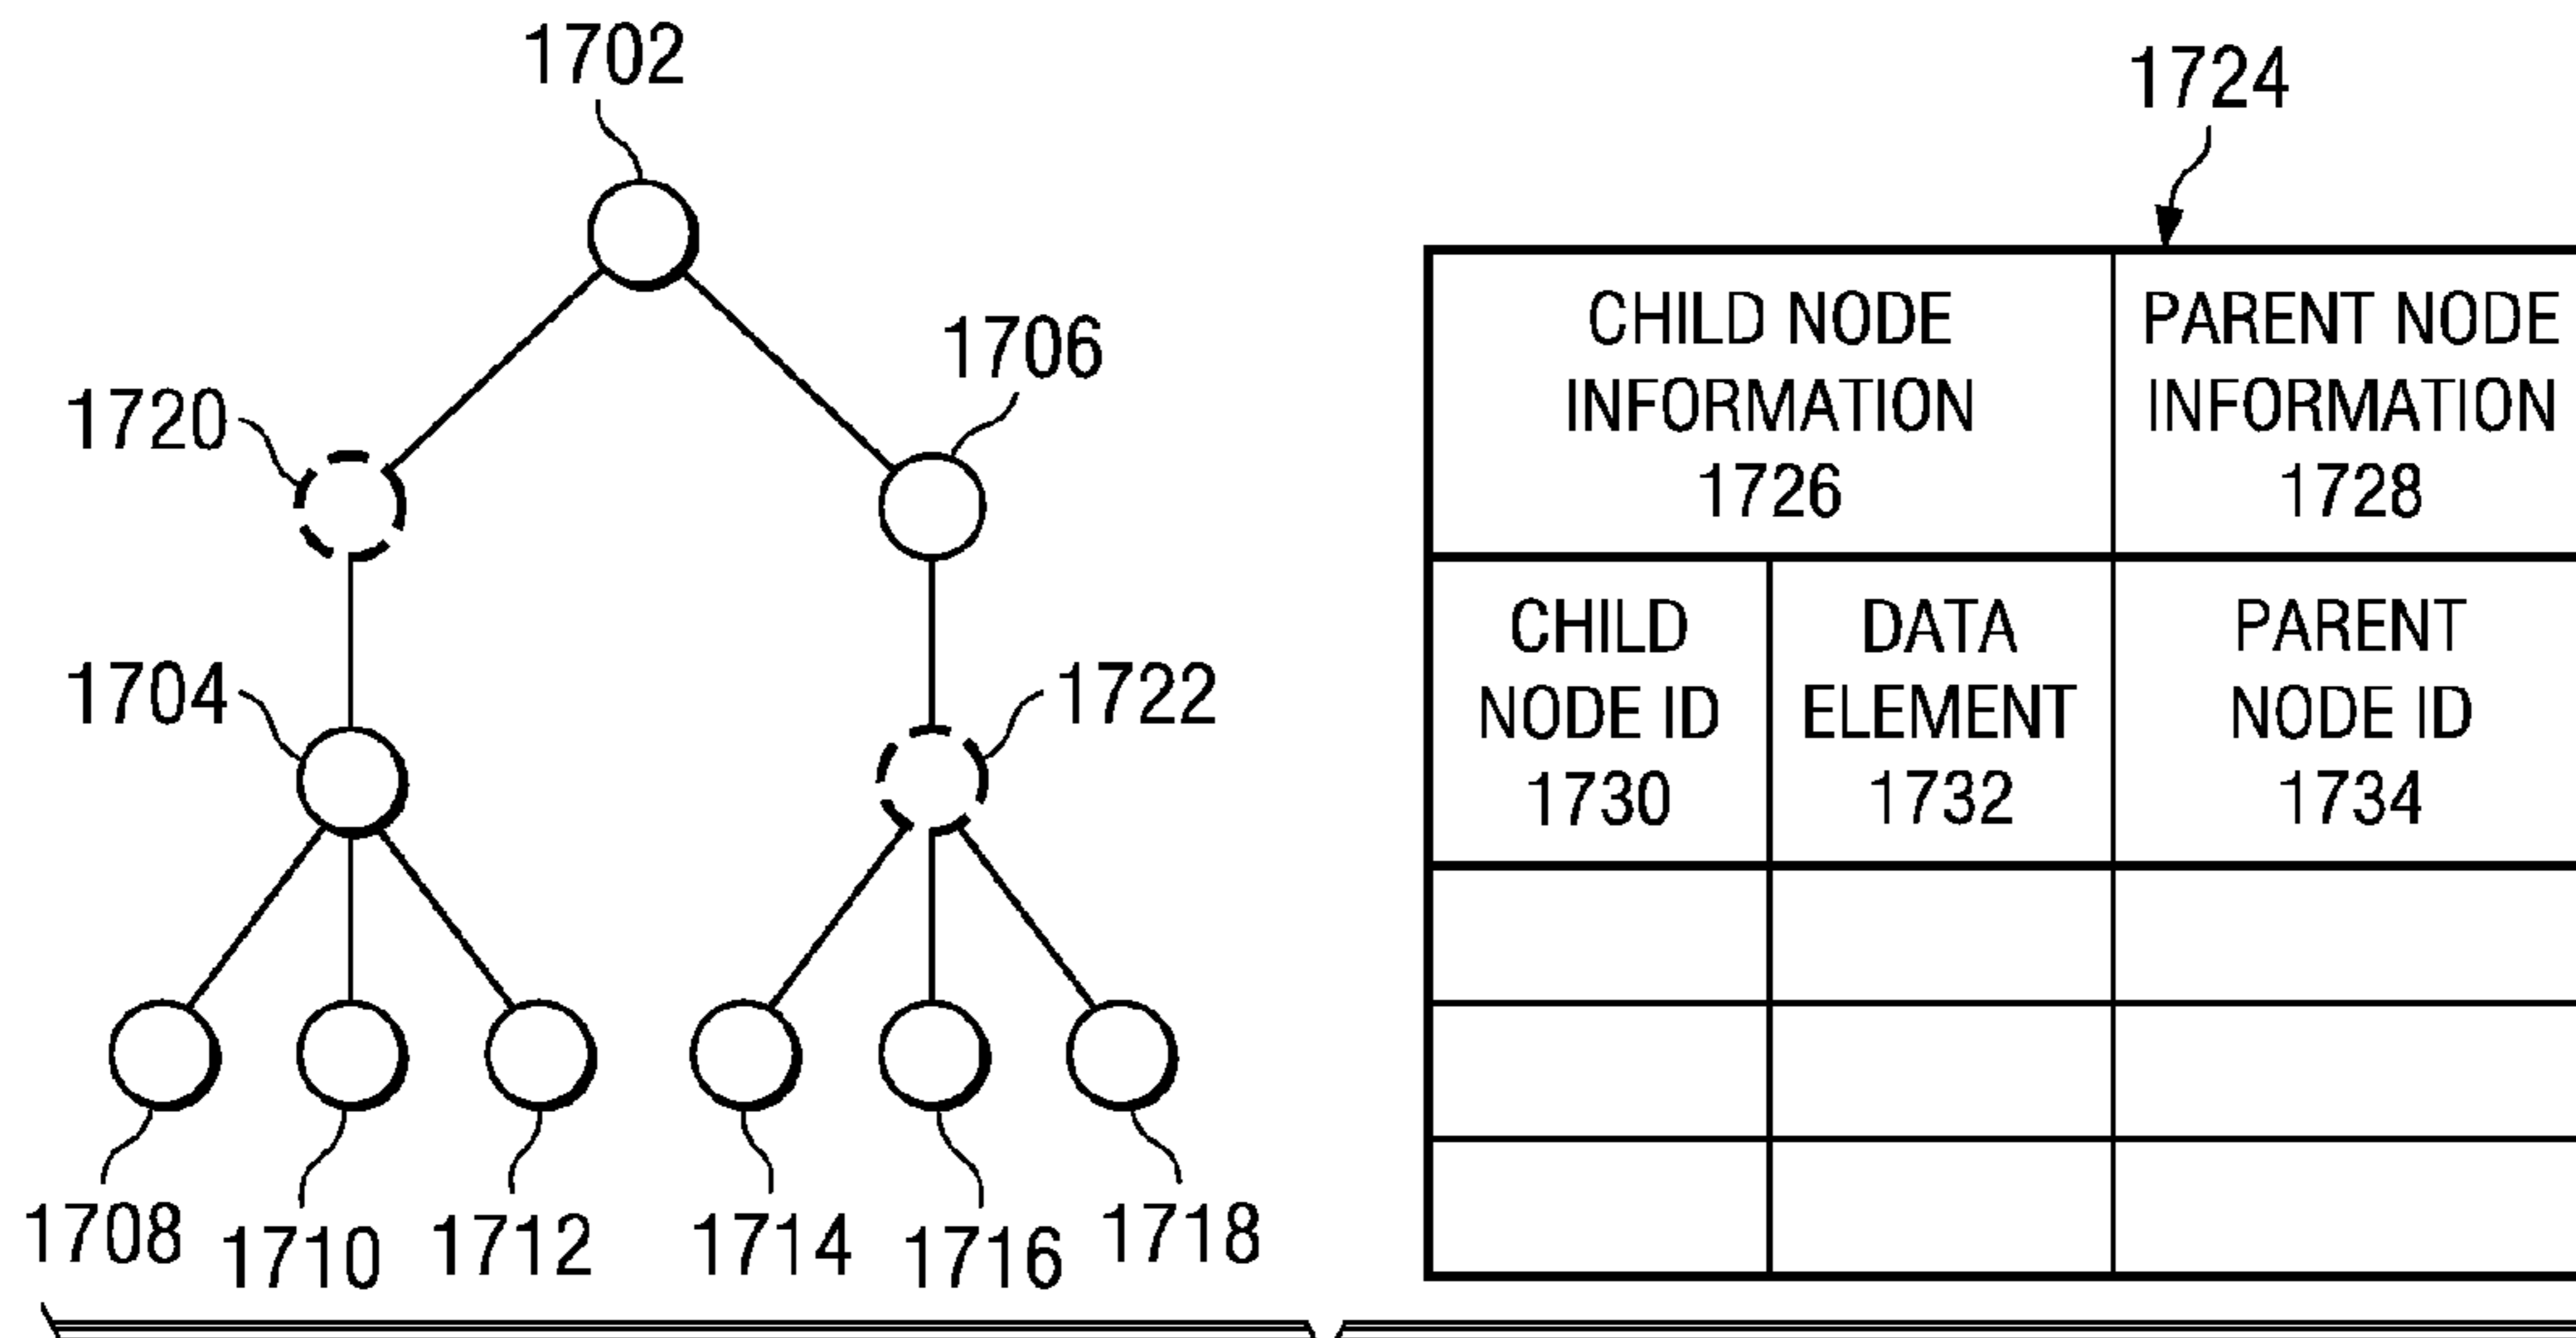 1702
1706
1720
1704
1722
1708
1710
1712
1714
1716
1718
1724
CHILD NODE
INFORMATION
1726
PARENT NODE
INFORMATION
1728
CHILD
NODE ID
1730
DATA
ELEMENT
1732
PARENT
NODE ID
1734